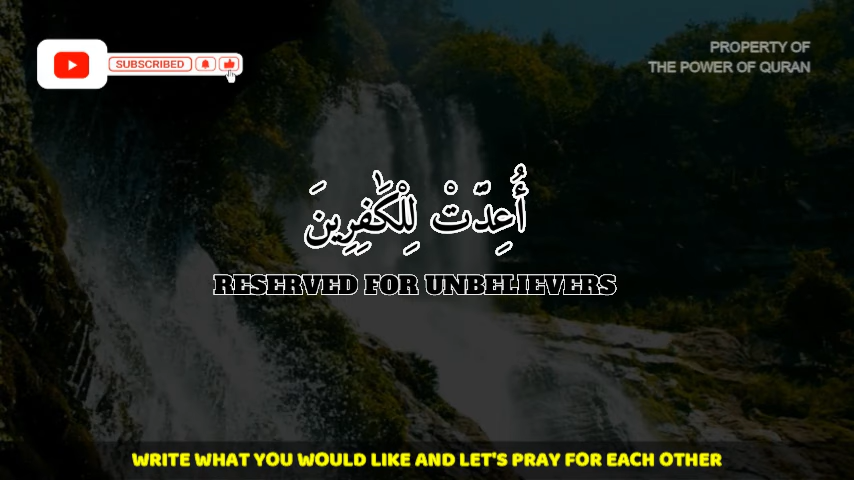 SUBSCRIBED
PROPERTY OF
THE POWER OF QURAN
أُعِدَّتْ لِلْكَٰفِرِينَ
RESERVED FOR UNBELIEVERS
WRITE WHAT YOU WOULD LIKE AND LET'S PRAY FOR EACH OTHER